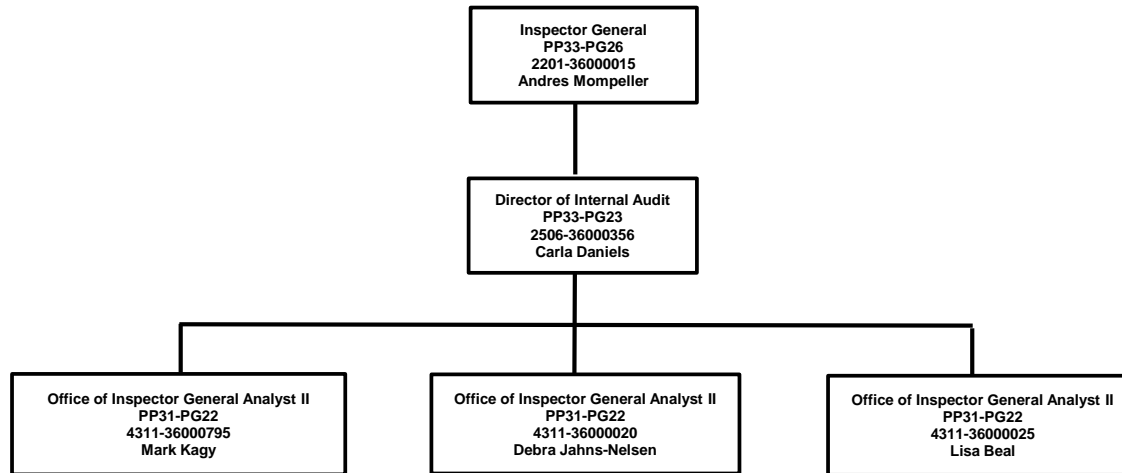 Inspector General
PP33-PG26
2201-36000015
Andres Mompeller
Director of Internal Audit
PP33-PG23
2506-36000356
Carla Daniels
Office of Inspector General Analyst II
PP31-PG22
4311-36000795
Mark Kagy
Office of Inspector General Analyst II
PP31-PG22
4311-36000020
Debra Jahns-Nelsen
Office of Inspector General Analyst II
PP31-PG22
4311-36000025
Lisa Beal